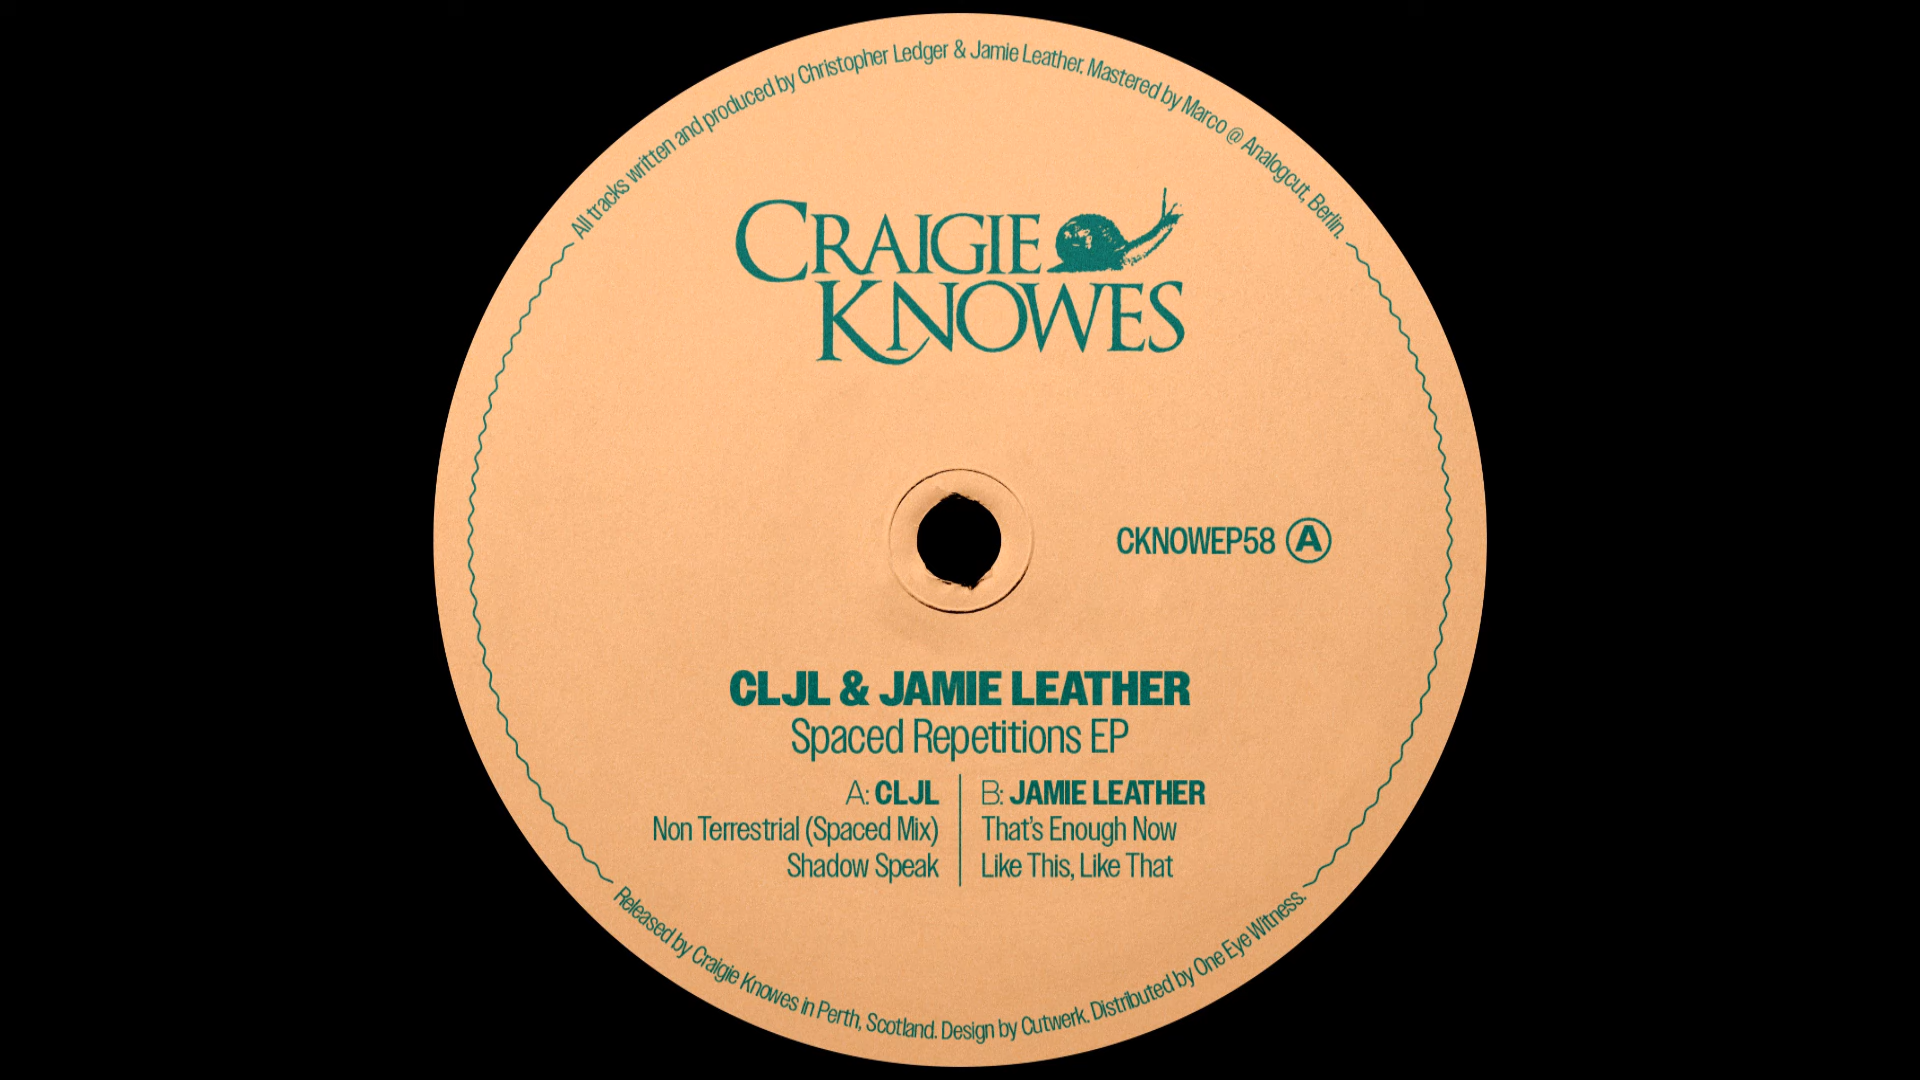 All tracks written and produced by Christopher Ledger & Jamie Leather. Mastered by Marco @ Analogcut, Berlin.
CRAIGIE
KNOWES
CKNOWEP58 A
CLJL & JAMIE LEATHER
Spaced Repetitions EP
A: CLJL
Non Terrestrial (Spaced Mix)
Shadow Speak
B: JAMIE LEATHER
That's Enough Now
Like This, Like That
Released by Craigie Knowes in Perth, Scotland. Design by Cutwerk. Distributed by One Eye Witness.